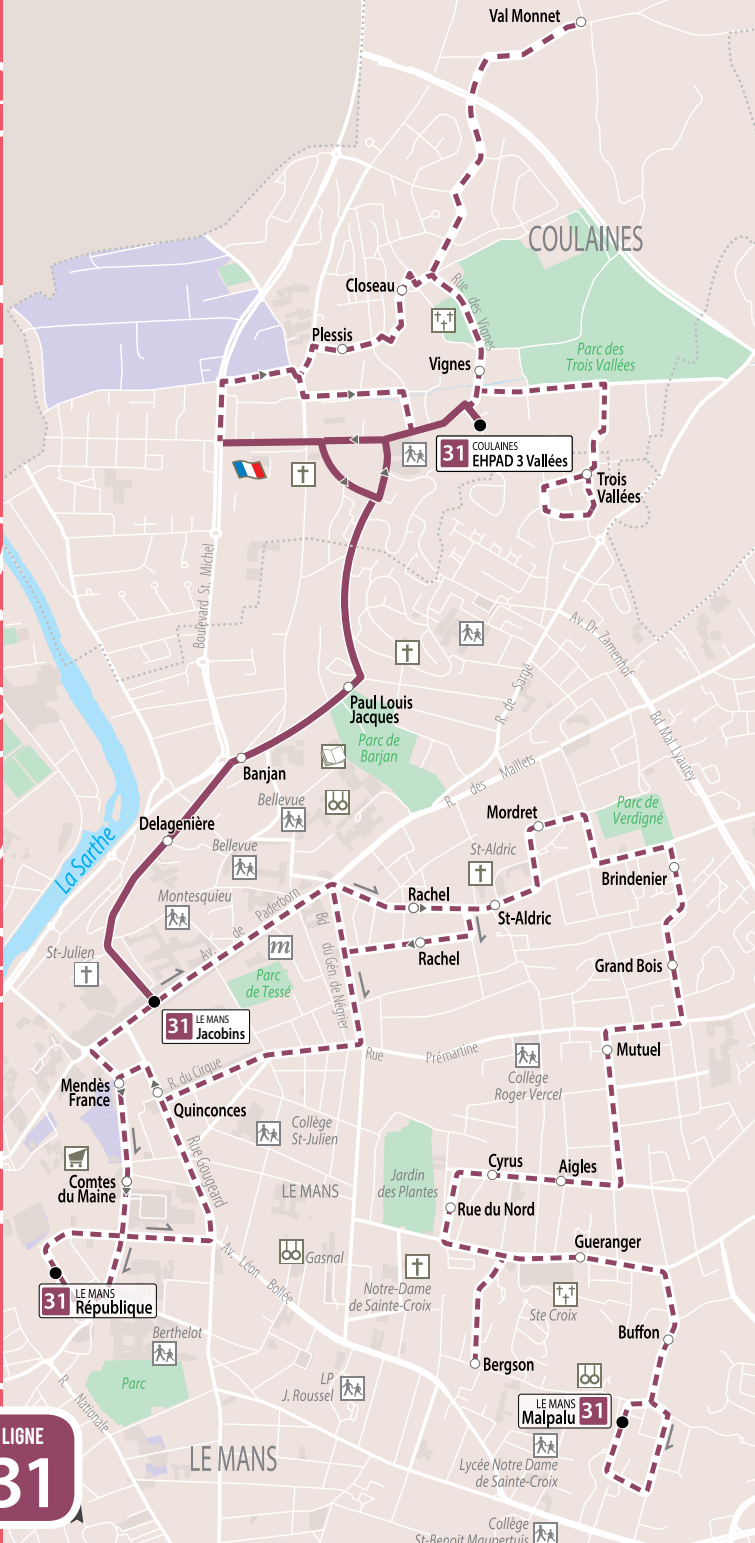 Val Monnet
COULAINES
Closeau
Rue des Vignes
Plessis
Vignes
Parc des
Trois Vallées
31
COULAINES
EHPAD 3 Vallées
Trois
Vallées
Boulevard St. Michel
Av. Dr. Zamenhof
R. de Sargé
Bd Mal Lyautey
Paul Louis
Jacques
Parc de
Barjan
Banjan
R. des Maillets
Bellevue
Mordret
Parc de
Verdigné
Delagenière
Bellevue
St-Aldric
La Sarthe
Brindenier
Montesquieu
Av. de Paderborn
Rachel
St-Aldric
Bd du Gén. de Négrier
m
St-Julien
Rachel
Grand Bois
Parc
de Tessé
31
LE MANS
Jacobins
Mutuel
Rue Prémartine
Collège
Roger Vercel
R. du Cirque
Mendès
France
Quinconces
Collège
St-Julien
Rue Gougeard
Cyrus
Aigles
Comtes
du Maine
LE MANS
Jardin
des Plantes
Rue du Nord
Gueranger
Av. Léon Bollée
Gasnal
31
LE MANS
République
Notre-Dame
de Sainte-Croix
Ste Croix
Berthelot
Buffon
Bergson
Parc
LP
J. Roussel
R. Nationale
LE MANS
Malpalu
31
LIGNE
31
LE MANS
Lycée Notre Dame
de Sainte-Croix
Collège
St-Benoit Maupertuis